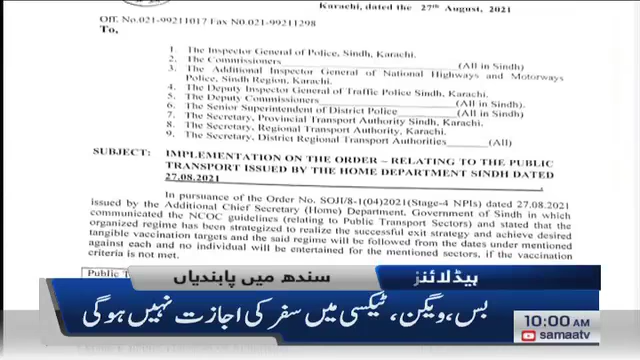 Karachi, dated the 27th August, 2021
Off. No.021-99211017 Fax N0.021-99211298
To,
1. The Inspector General of Police, Sindh, Karachi.
2. The Commissioners (All in Sindh)
3. The Additional Inspector General of National Highways and Motorways
Police, Sindh Region, Karachi.
4. The Deputy Inspector General of Traffic Police Sindh, Karachi.
5. The Deputy Commissioners (All in Sindh).
6. The Senior Superintendent of District Police (All in Sindh)
7. The Secretary, Provincial Transport Authority Sindh, Karachi.
8. The Secretary, Regional Transport Authority, Karachi.
9. The Secretary, District Regional Transport Authorities (All)
SUBJECT: IMPLEMENTATION ON THE ORDER – RELATING TO THE PUBLIC
TRANSPORT ISSUED BY THE HOME DEPARTMENT SINDH DATED
27.08.2021
In pursuance of the Order No. SOJI/8-1(04)2021(Stage-4 NPIs) dated 27.08.2021
issued by the Additional Chief Secretary (Home) Department, Government of Sindh in which
communicated the NCOC guidelines (relating to Public Transport Sectors) and stated that the
organized regime has been strategized to realize the successful exit strategy and achieve desired
tangible vaccination targets and the said regime will be followed from the dates under mentioned
against each and no individual will be entertained for the mentioned sectors, if the vaccination
criteria is not met.
Public
ہیڈلائنز
سندھ میں پابندیاں
بس، ویگن، ٹیکسی میں سفر کی اجازت نہیں ہوگی
10:00 AM
samaatv